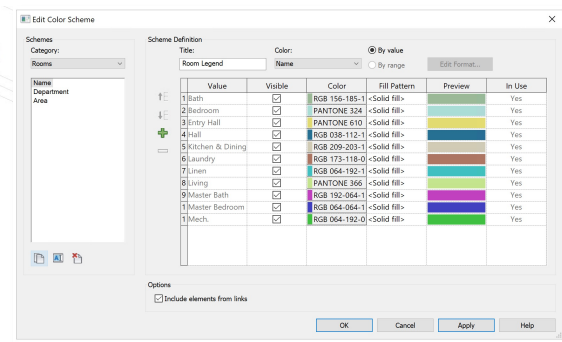 Edit Color Scheme
Schemes
Category:
Rooms
Name
Department
Area
Scheme Definition
Title:
Room Legend
Color:
Name
By value
By range
Edit Format...
Value Visible Color Fill Pattern Preview In Use
1 Bath RGB 156-185-1 <Solid fill> Yes
2 Bedroom PANTONE 324 <Solid fill> Yes
3 Entry Hall PANTONE 610 <Solid fill> Yes
4 Hall RGB 038-112-1 <Solid fill> Yes
5 Kitchen & Dining RGB 209-203-1 <Solid fill> Yes
6 Laundry RGB 173-118-0 <Solid fill> Yes
7 Linen RGB 064-192-1 <Solid fill> Yes
8 Living PANTONE 366 <Solid fill> Yes
9 Master Bath RGB 192-064-1 <Solid fill> Yes
1 Master Bedroom RGB 064-064-1 <Solid fill> Yes
1 Mech. RGB 064-192-0 <Solid fill> Yes
Options
Include elements from links
OK Cancel Apply Help